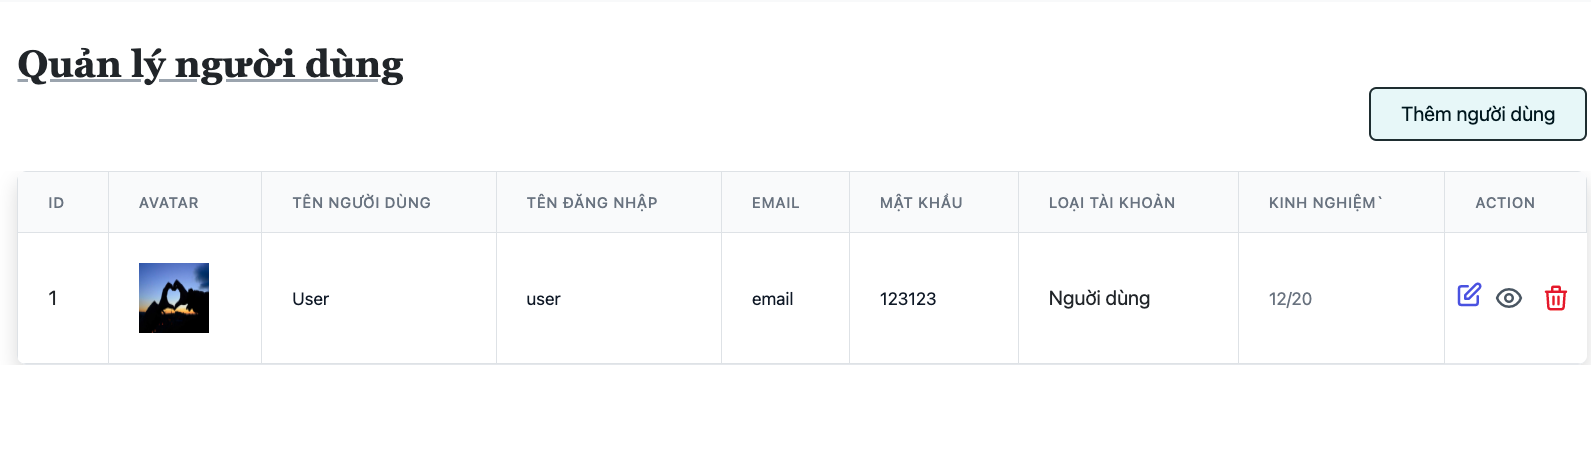 Quản lý người dùng
Thêm người dùng
ID AVATAR TÊN NGƯỜI DÙNG TÊN ĐĂNG NHẬP EMAIL MẬT KHẨU LOẠI TÀI KHOẢN KINH NGHIỆM` ACTION
1 User user email 123123 Người dùng 12/20